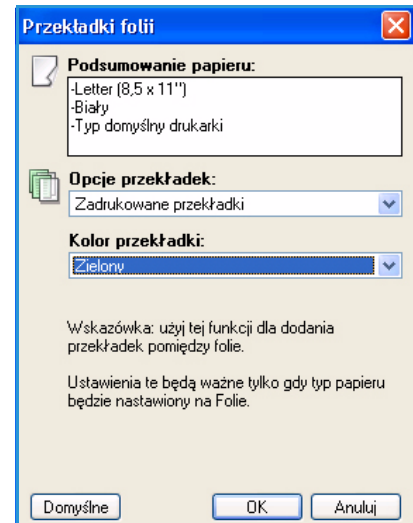 Przekładki folii
Podsumowanie papieru:
-Letter (8,5 x 11'')
-Biały
-Typ domyślny drukarki
Opcje przekładek:
Zadrukowane przekładki
Kolor przekładki:
Zielony
Wskazówka: użyj tej funkcji dla dodania
przekładek pomiędzy folie.
Ustawienia te będą ważne tylko gdy typ papieru
będzie nastawiony na Folie.
Domyślne OK Anuluj